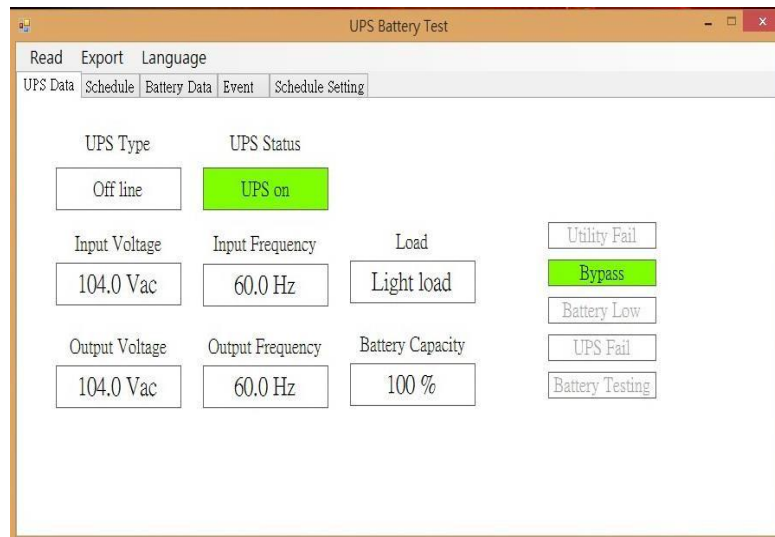 UPS Battery Test
Read Export Language
UPS Data Schedule Battery Data Event Schedule Setting
UPS Type UPS Status
Off line UPS on
Input Voltage Input Frequency Load
104.0 Vac 60.0 Hz Light load
Output Voltage Output Frequency Battery Capacity
104.0 Vac 60.0 Hz 100 %
Utility Fail
Bypass
Battery Low
UPS Fail
Battery Testing